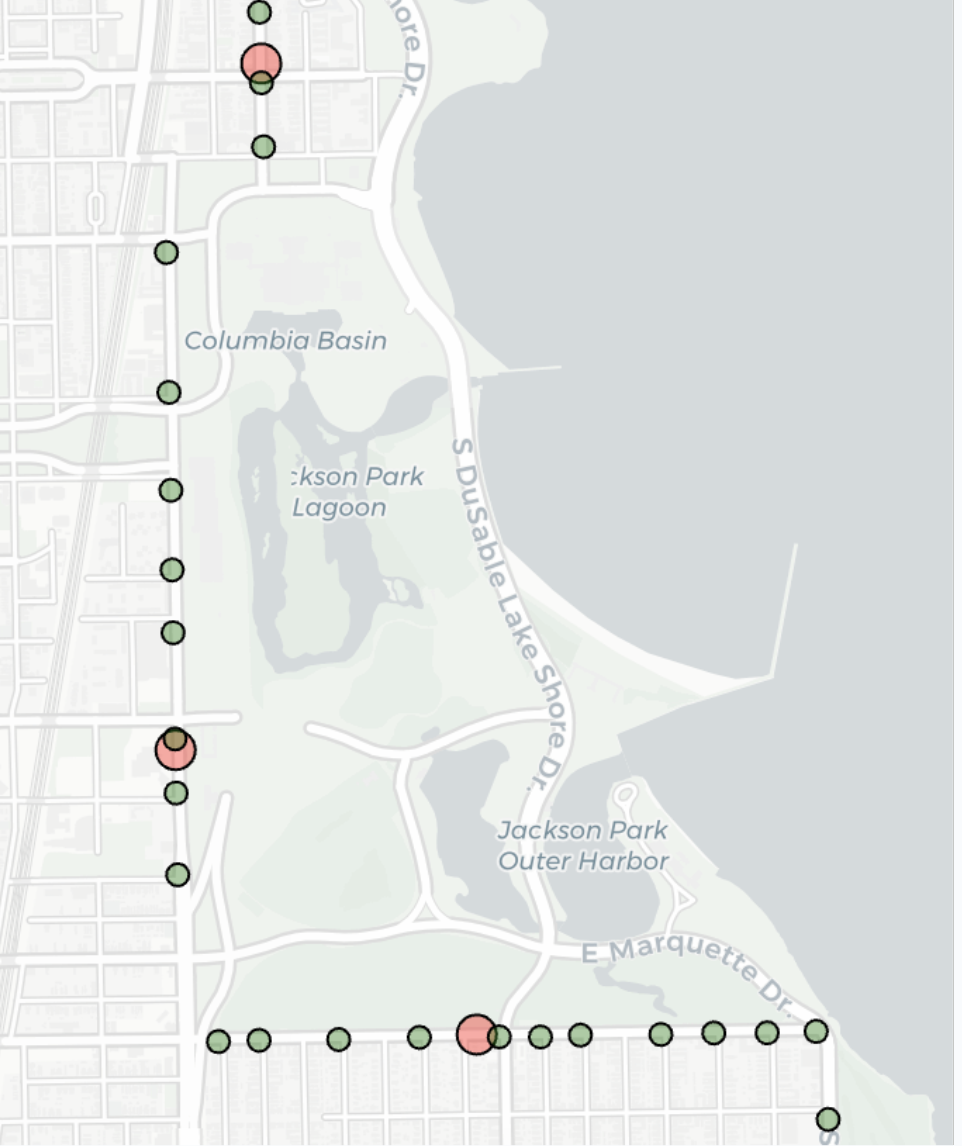 ore Dr.
Columbia Basin
ckson Park
Lagoon
S DuSable Lake Shore Dr.
Jackson Park
Outer Harbor
E Marquette Dr.
S